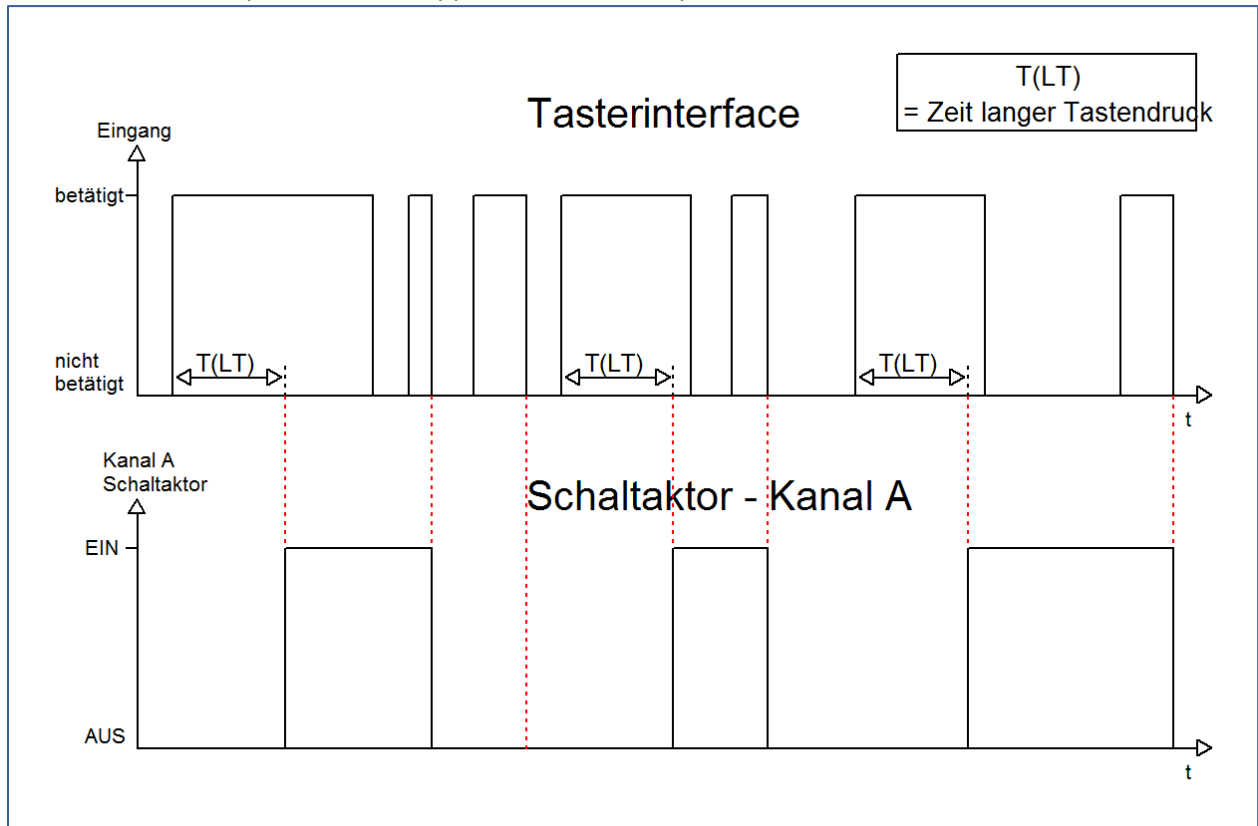 T(LT)
= Zeit langer Tastendruck
Tasterinterface
Eingang
betätigt
nicht
betätigt
T(LT)
T(LT)
T(LT)
t
Kanal A
Schaltaktor
Schaltaktor - Kanal A
EIN
AUS
t